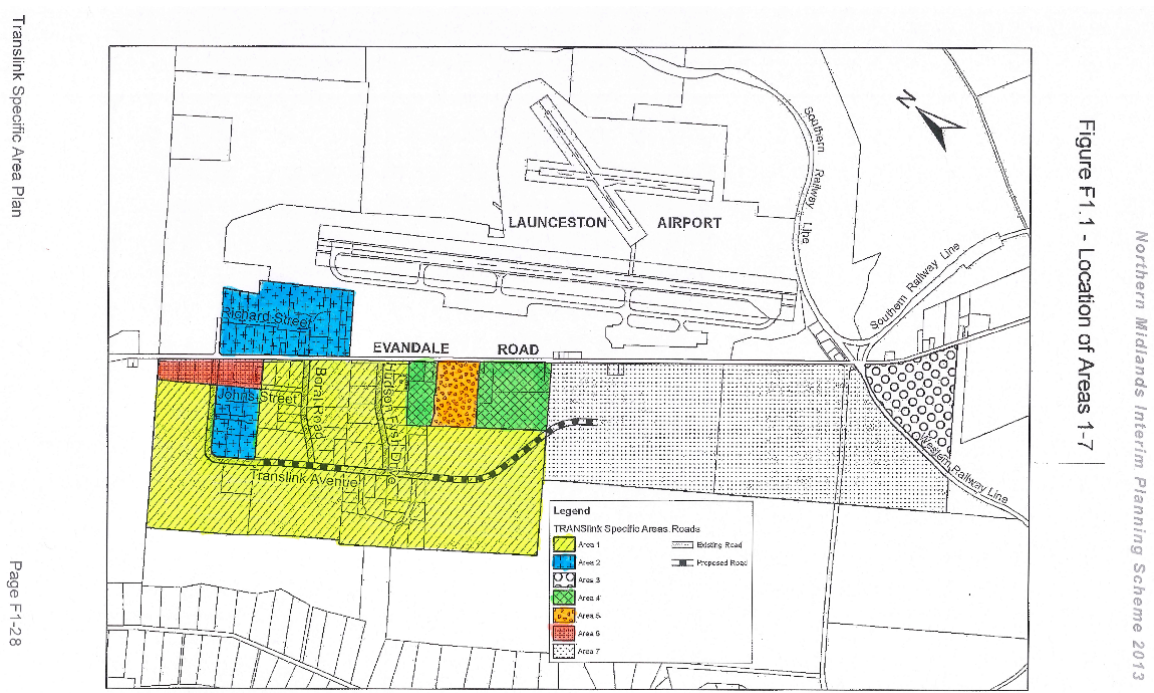 Northern Midlands Interim Planning Scheme 2013
Figure F1.1 - Location of Areas 1-7
N
Southern Railway Line
LAUNCESTON AIRPORT
Southern Railway Line
Richard Street
EVANDALE ROAD
Johns Street
Boral Road
Hudson Fysh Drive
Translink Avenue
Western Railway Line
Legend
TRANSlink Specific Areas Roads
Area 1
Area 2
Area 3
Area 4
Area 5
Area 6
Area 7
Existing Road
Proposed Road
Translink Specific Area Plan
Page F1-28